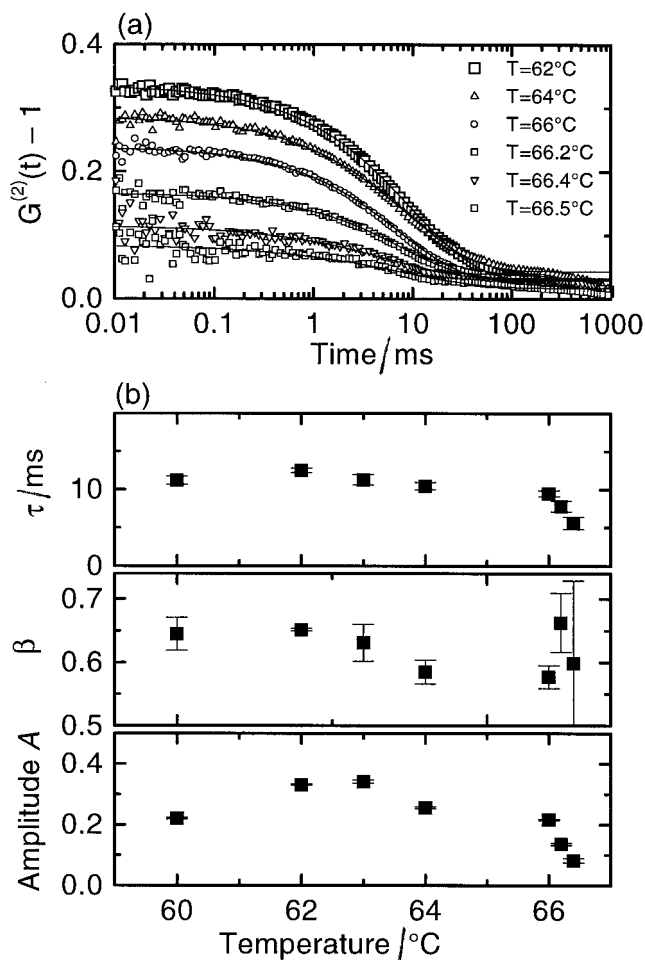 (a)
0.4
0.2
0.0
G⁽²⁾(t) − 1
T=62°C
T=64°C
T=66°C
T=66.2°C
T=66.4°C
T=66.5°C
0.01 0.1 1 10 100 1000
Time/ms
(b)
τ/ms
10
0
β
0.7
0.6
0.5
Amplitude A
0.4
0.2
0.0
60 62 64 66
Temperature /°C